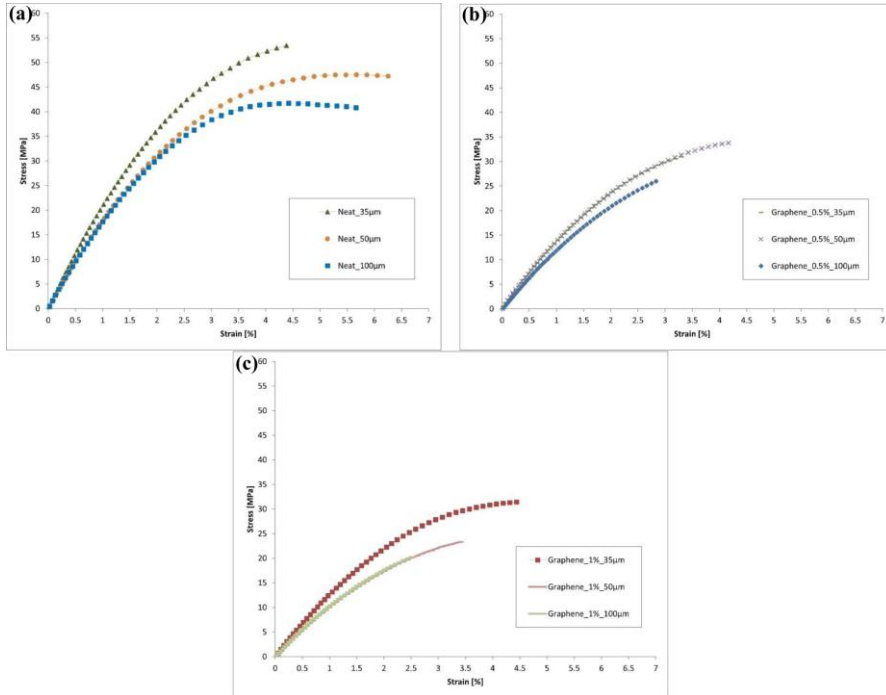 (a)
60
55
50
45
40
35
30
25
20
15
10
5
0
Stress [MPa]
0 0.5 1 1.5 2 2.5 3 3.5 4 4.5 5 5.5 6 6.5 7
Strain [%]
Neat_35µm
Neat_50µm
Neat_100µm
(b)
60
55
50
45
40
35
30
25
20
15
10
5
0
Stress [MPa]
0 0.5 1 1.5 2 2.5 3 3.5 4 4.5 5 5.5 6 6.5 7
Strain [%]
Graphene_0.5%_35µm
Graphene_0.5%_50µm
Graphene_0.5%_100µm
(c)
60
55
50
45
40
35
30
25
20
15
10
5
0
Stress [MPa]
0 0.5 1 1.5 2 2.5 3 3.5 4 4.5 5 5.5 6 6.5 7
Strain [%]
Graphene_1%_35µm
Graphene_1%_50µm
Graphene_1%_100µm